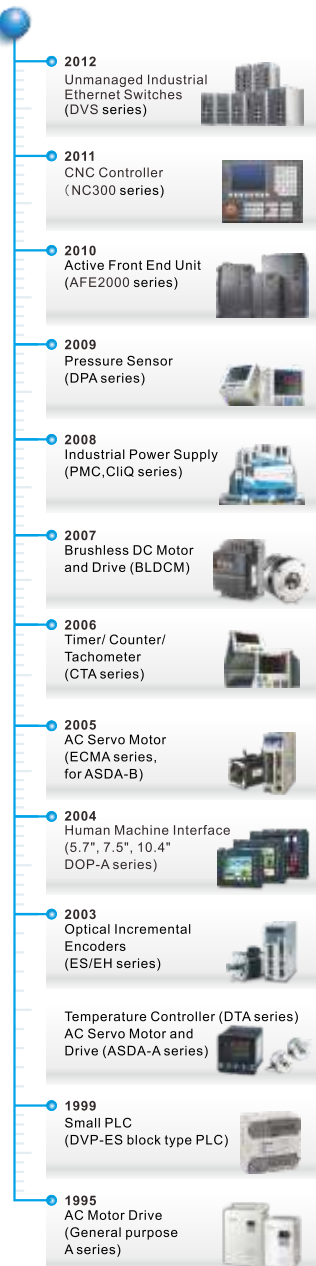 2012
Unmanaged Industrial
Ethernet Switches
(DVS series)
2011
CNC Controller
(NC300 series)
2010
Active Front End Unit
(AFE2000 series)
2009
Pressure Sensor
(DPA series)
2008
Industrial Power Supply
(PMC,CliQ series)
2007
Brushless DC Motor
and Drive (BLDCM)
2006
Timer/ Counter/
Tachometer
(CTA series)
2005
AC Servo Motor
(ECMA series,
for ASDA-B)
2004
Human Machine Interface
(5.7", 7.5", 10.4"
DOP-A series)
2003
Optical Incremental
Encoders
(ES/EH series)
Temperature Controller (DTA series)
AC Servo Motor and
Drive (ASDA-A series)
1999
Small PLC
(DVP-ES block type PLC)
1995
AC Motor Drive
(General purpose
A series)